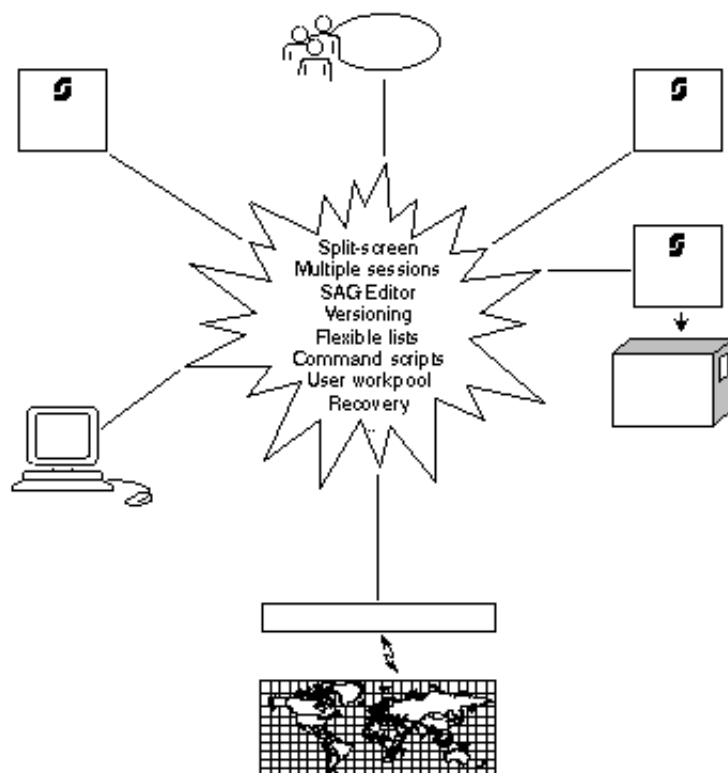 Split-screen
Multiple sessions
SAG Editor
Versioning
Flexible lists
Command scripts
User workpool
Recovery
...